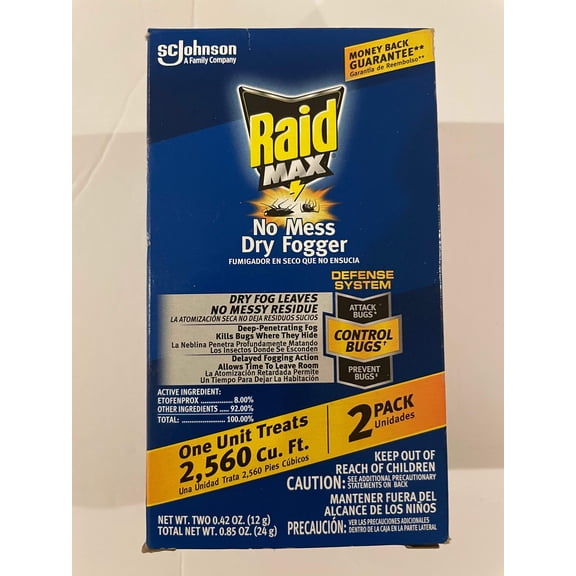 scJohnson
A Family Company
MONEY BACK
GUARANTEE**
Garantía de Reembolso**
Raid
MAX
No Mess
Dry Fogger
FUMIGADOR EN SECO QUE NO ENSUCIA
DRY FOG LEAVES
NO MESSY RESIDUE
LA ATOMIZACIÓN SECA NO DEJA RESIDUOS SUCIOS
Deep-Penetrating Fog
Kills Bugs Where They Hide
La Neblina Penetra Profundamente Matando
Los Insectos Donde Se Esconden
Delayed Fogging Action
Allows Time To Leave Room
La Atomización Retardada Permite
Un Tiempo Para Dejar La Habitación
DEFENSE
SYSTEM
ATTACK
BUGS*
CONTROL
BUGS†
PREVENT
BUGS‡
ACTIVE INGREDIENT:
ETOFENPROX .............. 8.00%
OTHER INGREDIENTS ..... 92.00%
TOTAL: ..................... 100.00%
One Unit Treats
2,560 Cu. Ft.
Una Unidad Trata 2,560 Pies Cúbicos
2 PACK
Unidades
KEEP OUT OF
REACH OF CHILDREN
CAUTION: SEE ADDITIONAL PRECAUTIONARY
STATEMENTS ON BACK
MANTENER FUERA DEL
ALCANCE DE LOS NIÑOS
PRECAUCIÓN: VER LAS PRECAUCIONES ADICIONALES
DENTRO DE LA CAJA EN LA PARTE LATERAL
NET WT. TWO 0.42 OZ. (12 g)
TOTAL NET WT. 0.85 OZ. (24 g)